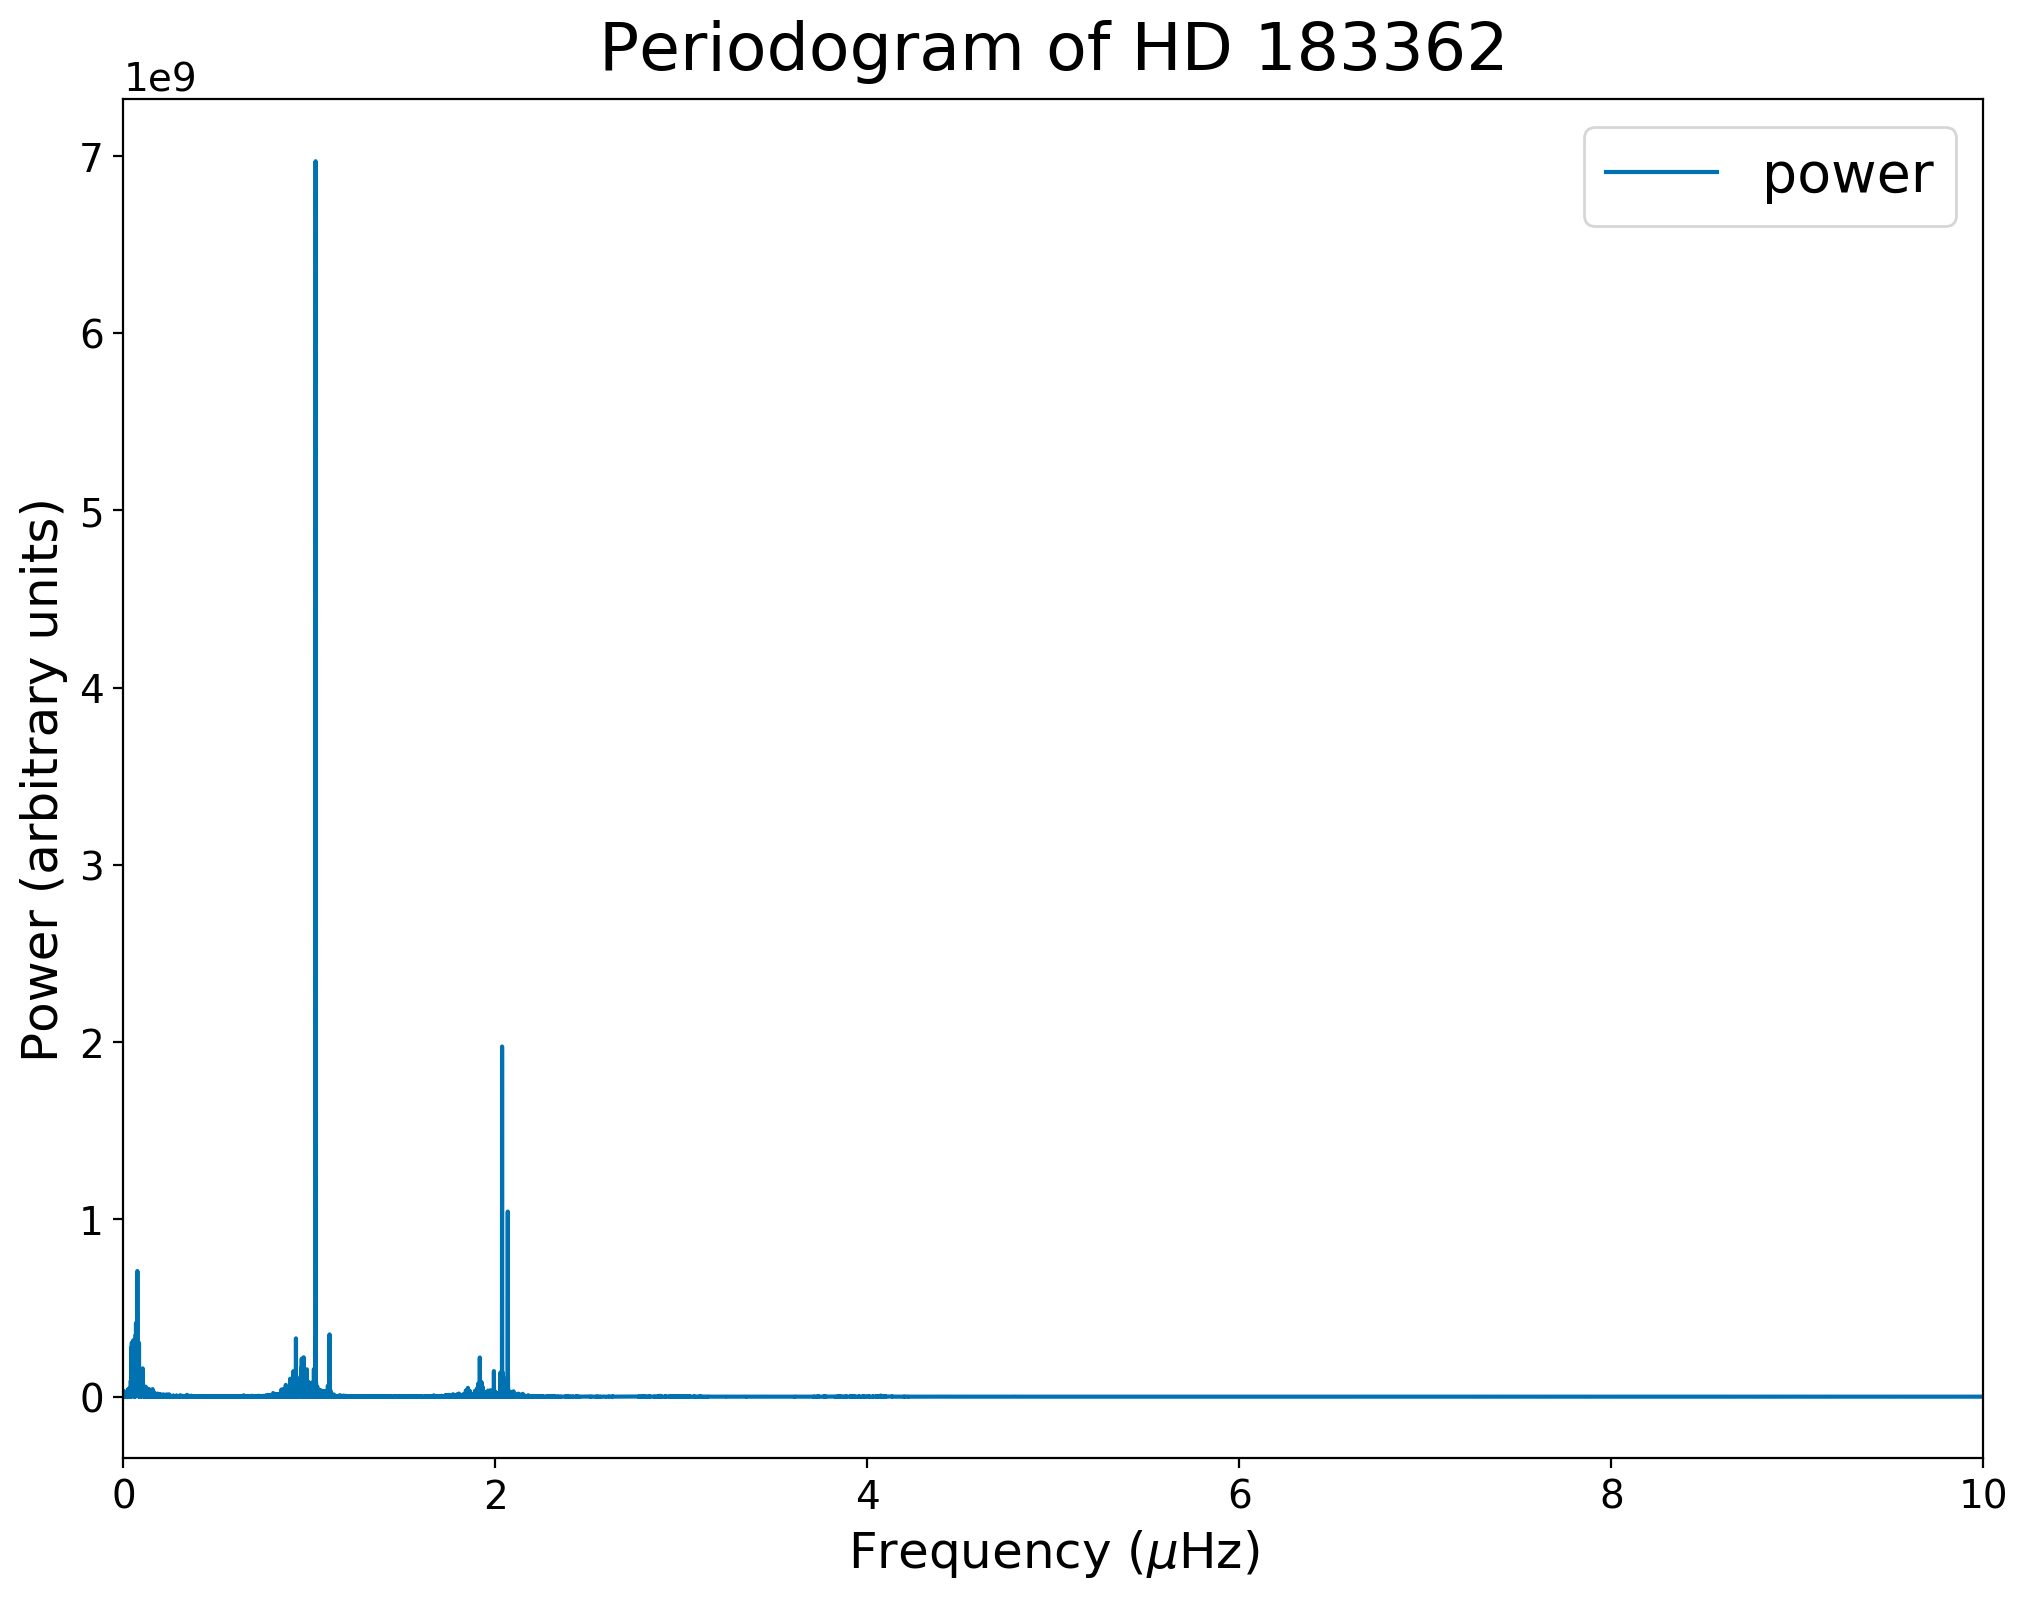 Periodogram of HD 183362
1e9
power
7
6
5
4
3
2
1
0
Power (arbitrary units)
0 2 4 6 8 10
Frequency (μHz)